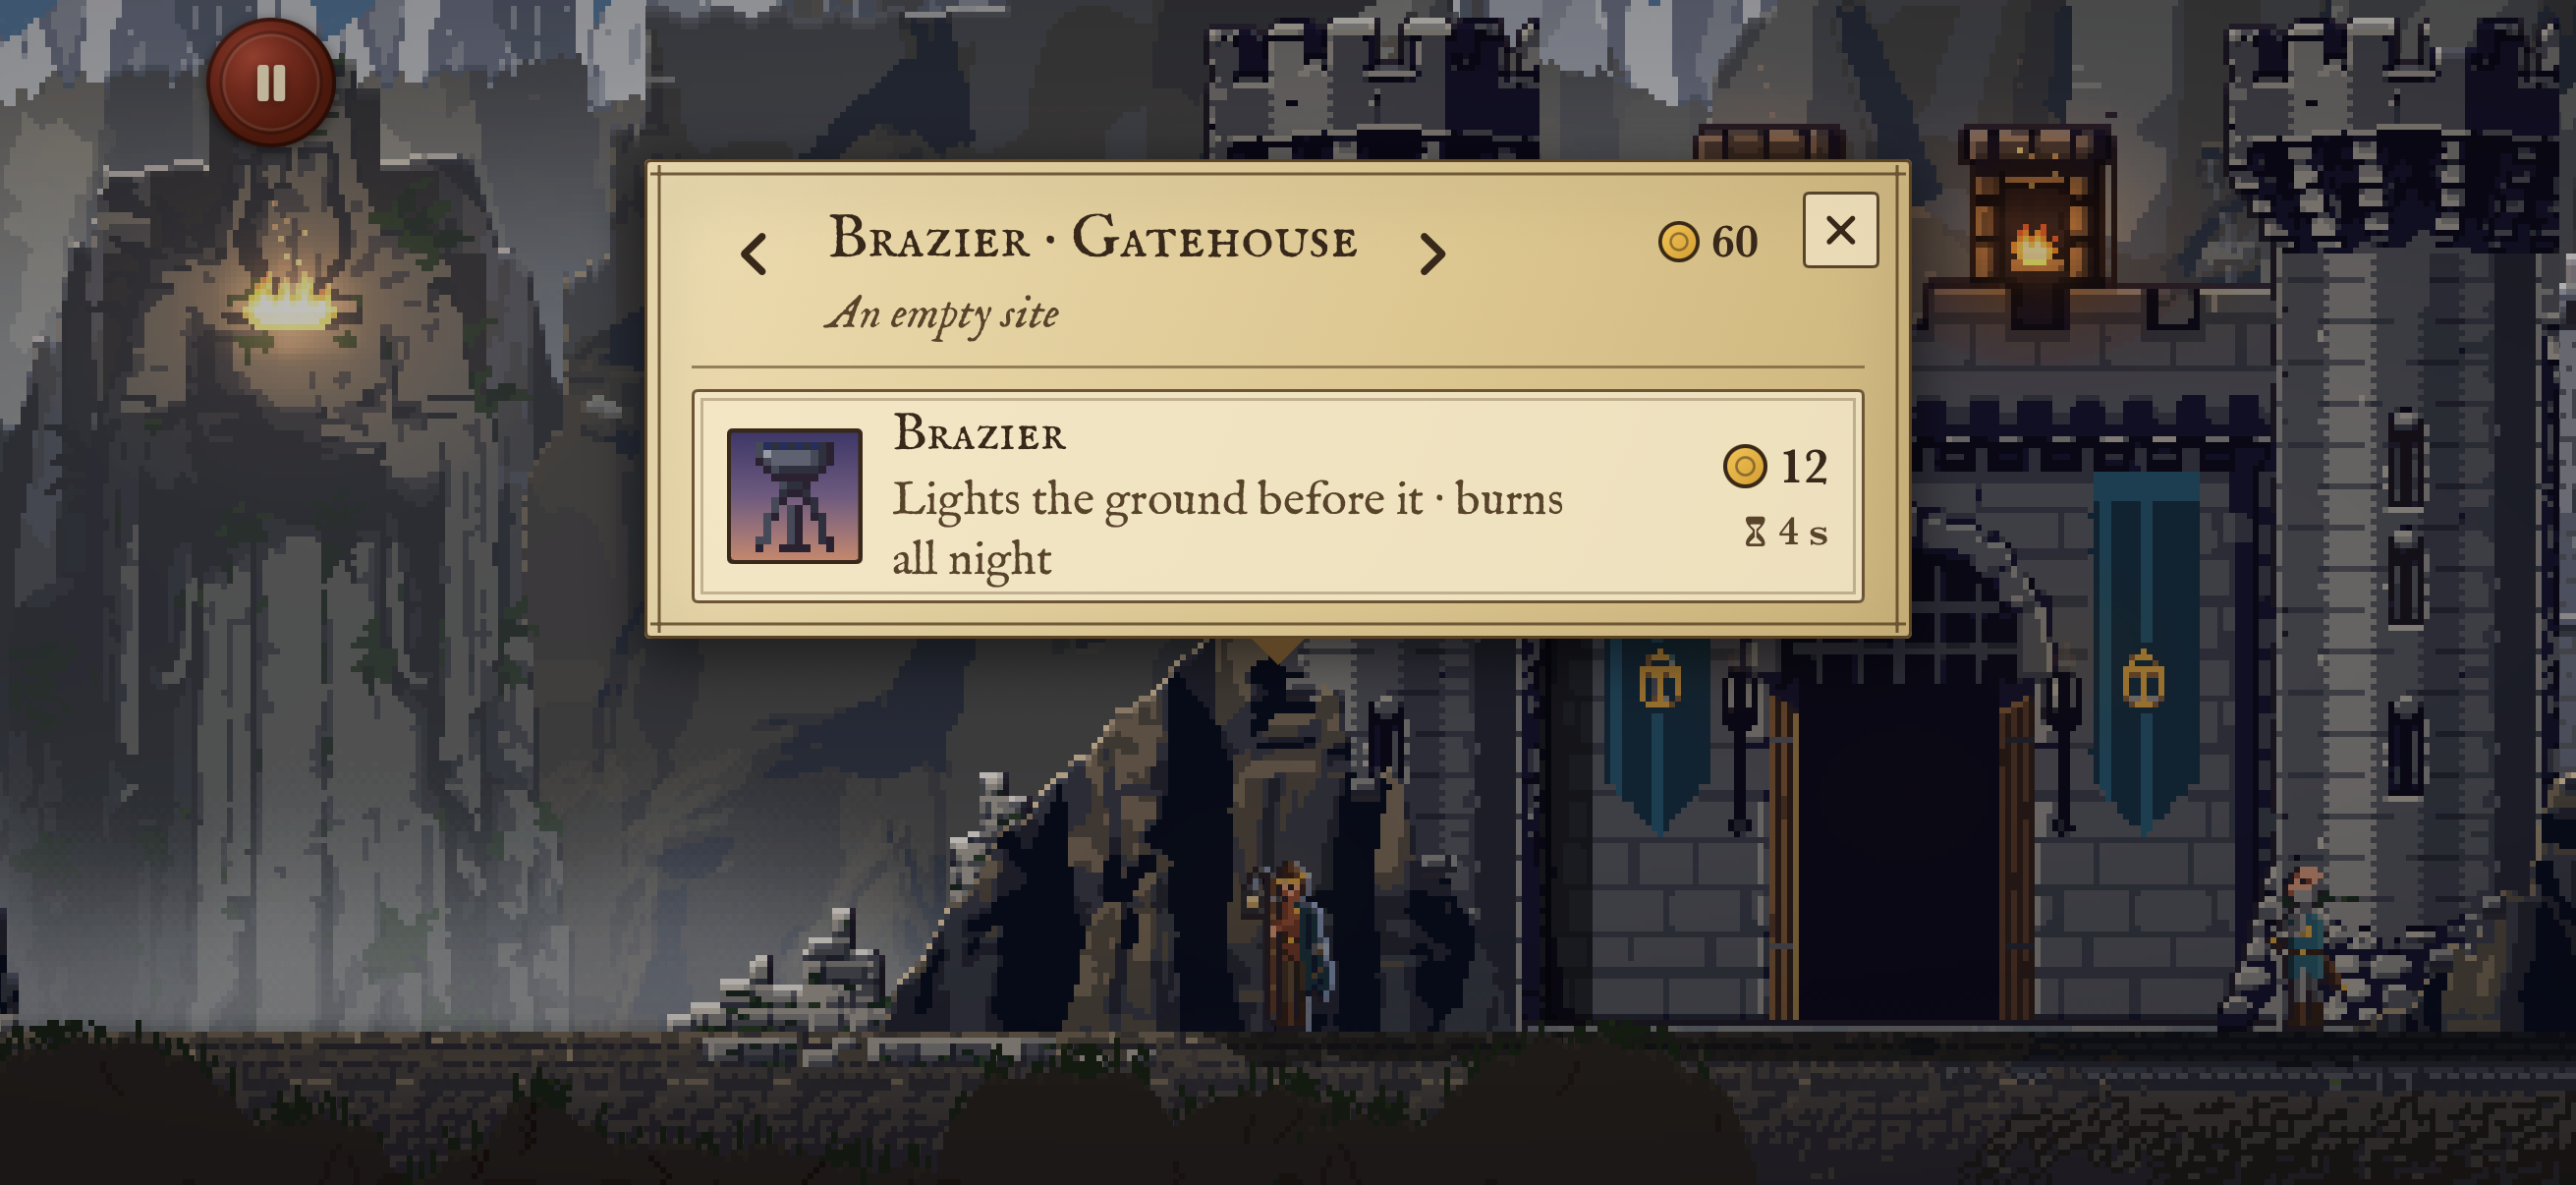 Brazier · Gatehouse
60
An empty site
Brazier
Lights the ground before it · burns
all night
12
4 s